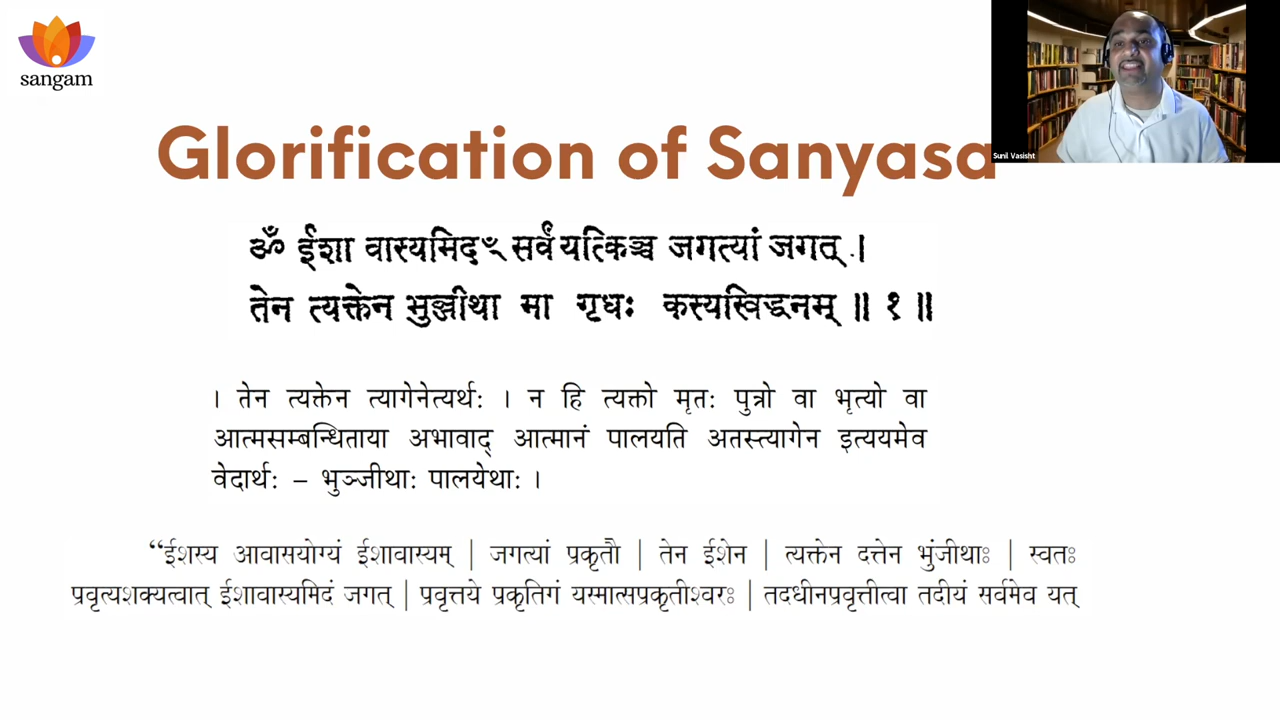 sangam
Glorification of Sanyasa
Sunil Vasisht
ॐ ईशा वास्यमिदꣳ सर्वं यत्किञ्च जगत्यां जगत् ।
तेन त्यक्तेन भुञ्जीथा मा गृधः कस्यस्विद्धनम् ॥ १ ॥
। तेन त्यक्तेन त्यागेनेत्यर्थः । न हि त्यक्तो मृतः पुत्रो वा भृत्यो वा
आत्मसम्बन्धिताया अभावाद् आत्मानं पालयति अतस्त्यागेन इत्ययमेव
वेदार्थः – भुञ्जीथाः पालयेथाः ।
“ईशस्य आवासयोग्यं ईशावास्यम् | जगत्यां प्रकृतौ | तेन ईशेन | त्यक्तेन दत्तेन भुंजीथाः | स्वतः
प्रवृत्यशक्यत्वात् ईशावास्यमिदं जगत् | प्रवृत्तये प्रकृतिगं यस्मात्सप्रकृतीश्वरः | तदधीनप्रवृत्तीत्वा तदीयं सर्वमेव यत्